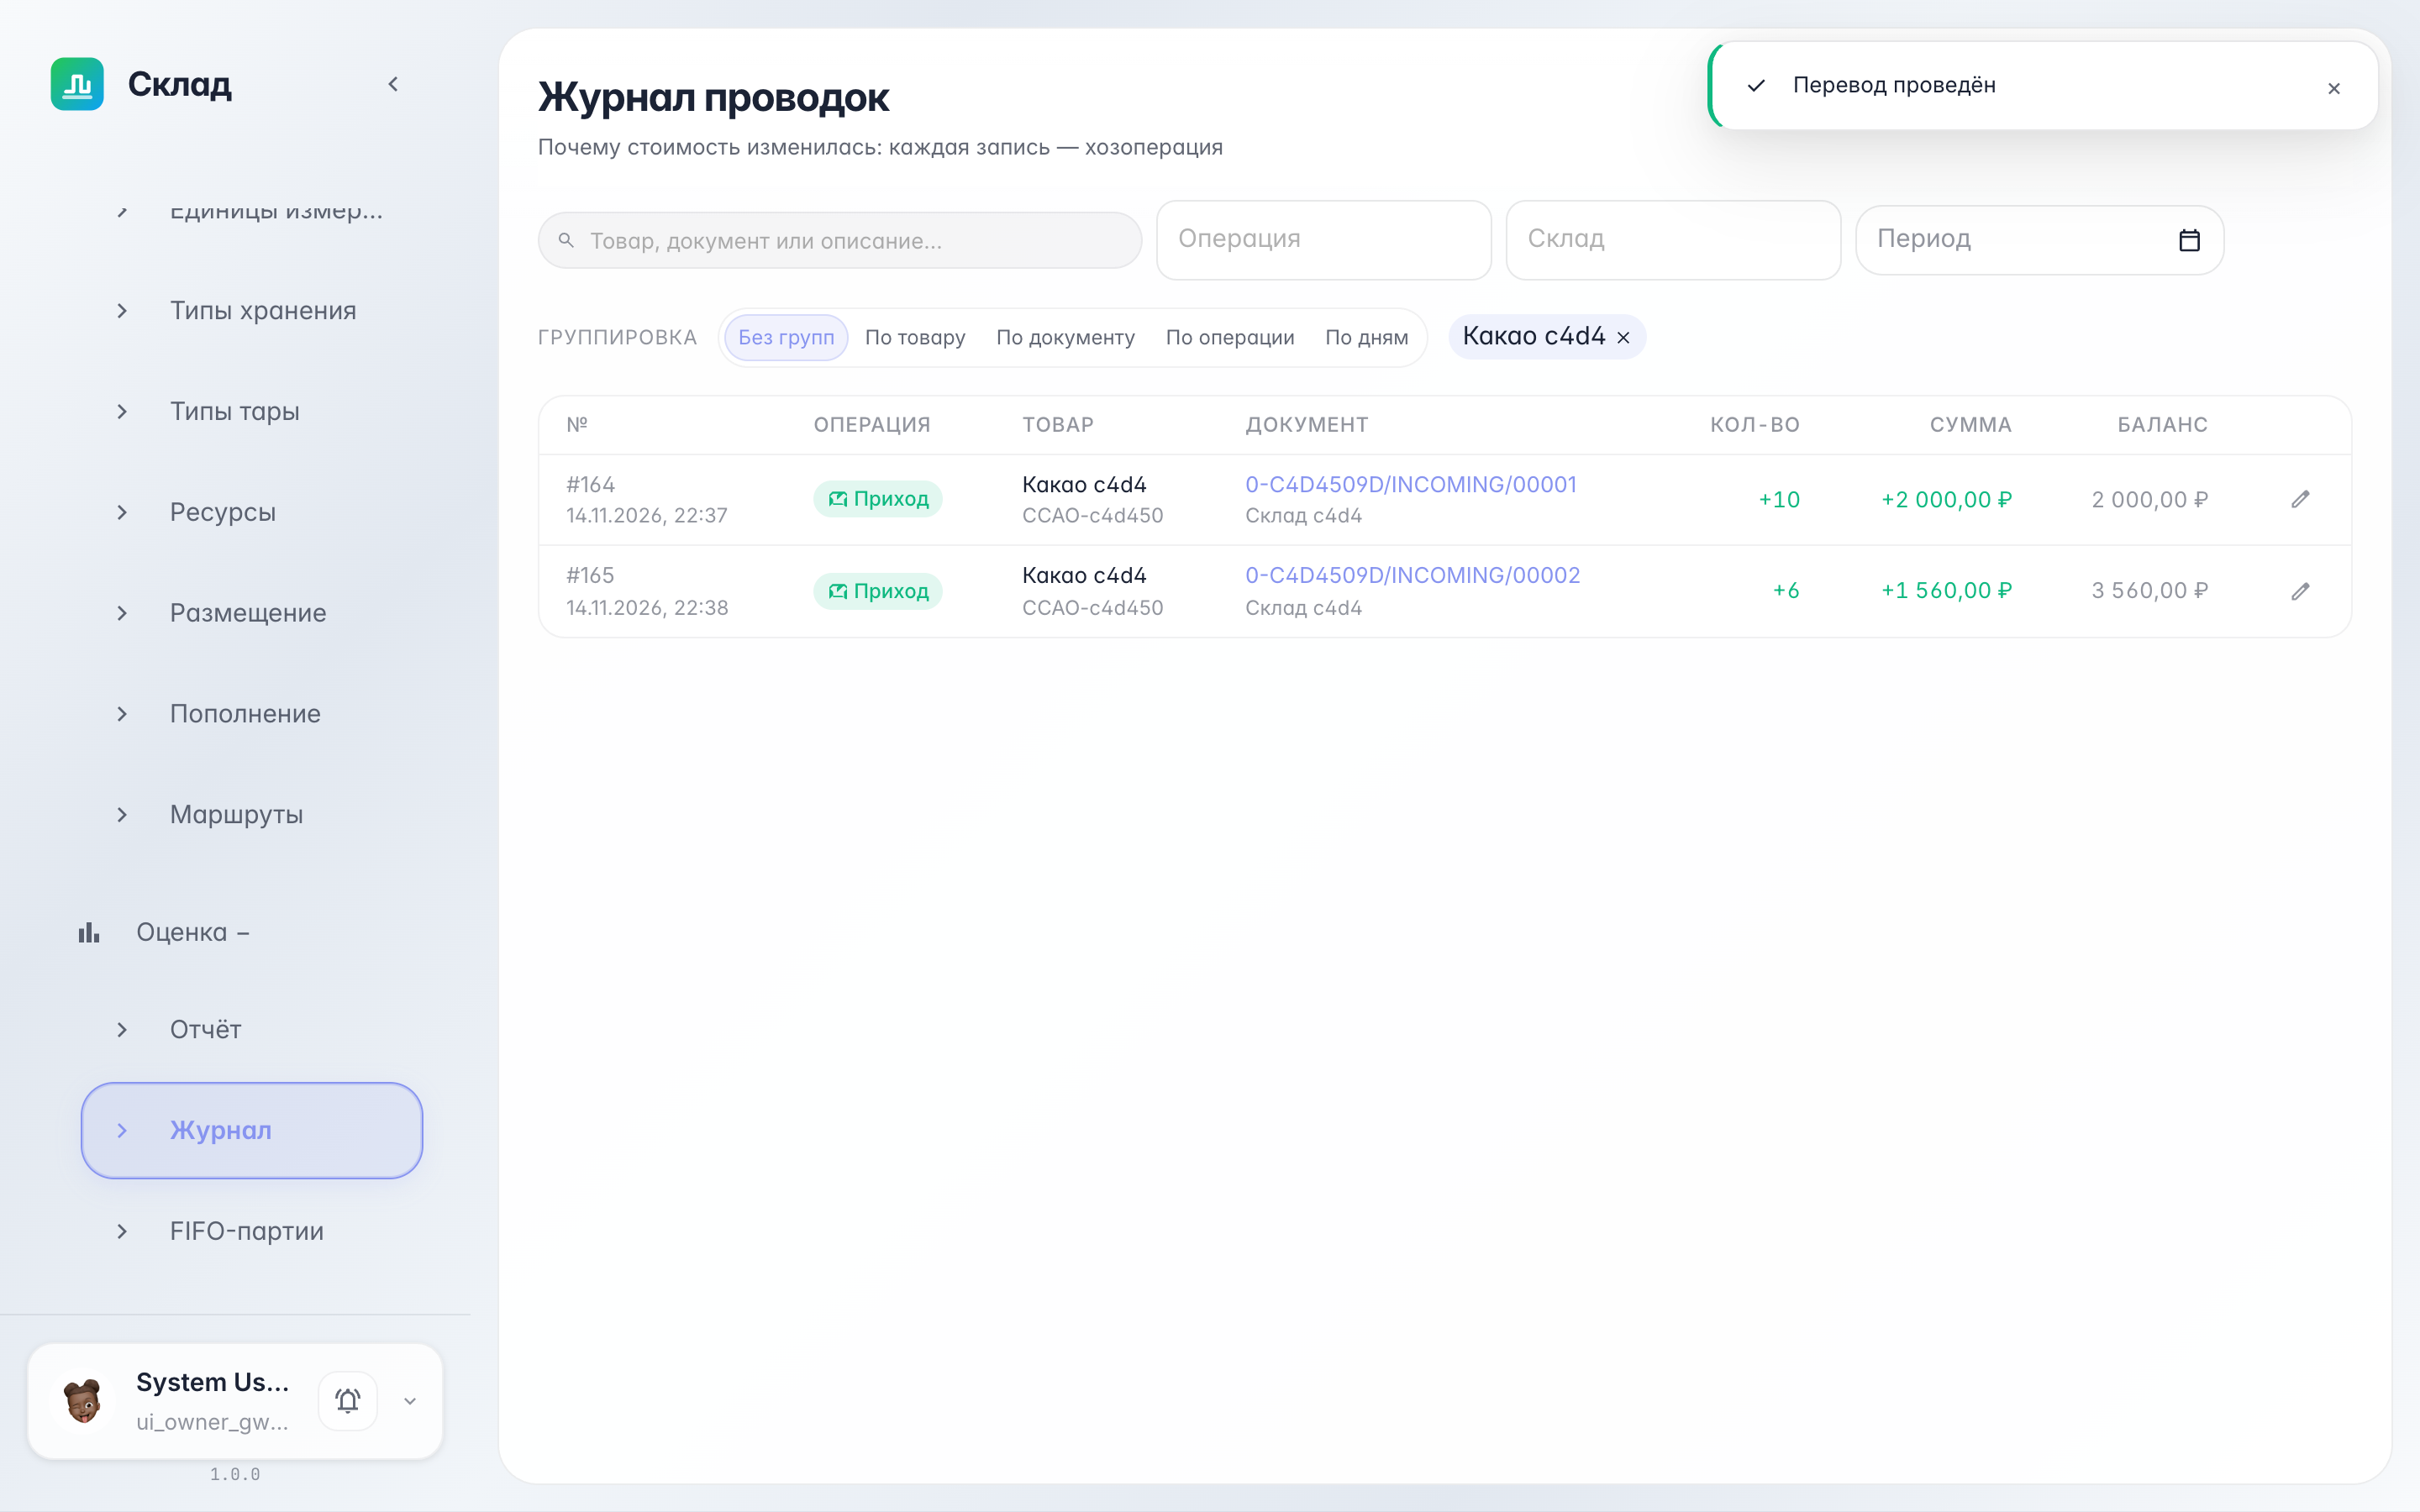 Склад
Единицы измер...
Типы хранения
Типы тары
Ресурсы
Размещение
Пополнение
Маршруты
Оценка –
Отчёт
Журнал
FIFO-партии
System Us...
ui_owner_gw...
1.0.0
Журнал проводок
Почему стоимость изменилась: каждая запись — хозоперация
Перевод проведён
Товар, документ или описание...
Операция
Склад
Период
ГРУППИРОВКА
Без групп
По товару
По документу
По операции
По дням
Какао c4d4
№ ОПЕРАЦИЯ ТОВАР ДОКУМЕНТ КОЛ-ВО СУММА БАЛАНС
#164 Приход Какао c4d4 0-C4D4509D/INCOMING/00001 +10 +2 000,00 ₽ 2 000,00 ₽
14.11.2026, 22:37 CCAO-c4d450 Склад c4d4
#165 Приход Какао c4d4 0-C4D4509D/INCOMING/00002 +6 +1 560,00 ₽ 3 560,00 ₽
14.11.2026, 22:38 CCAO-c4d450 Склад c4d4